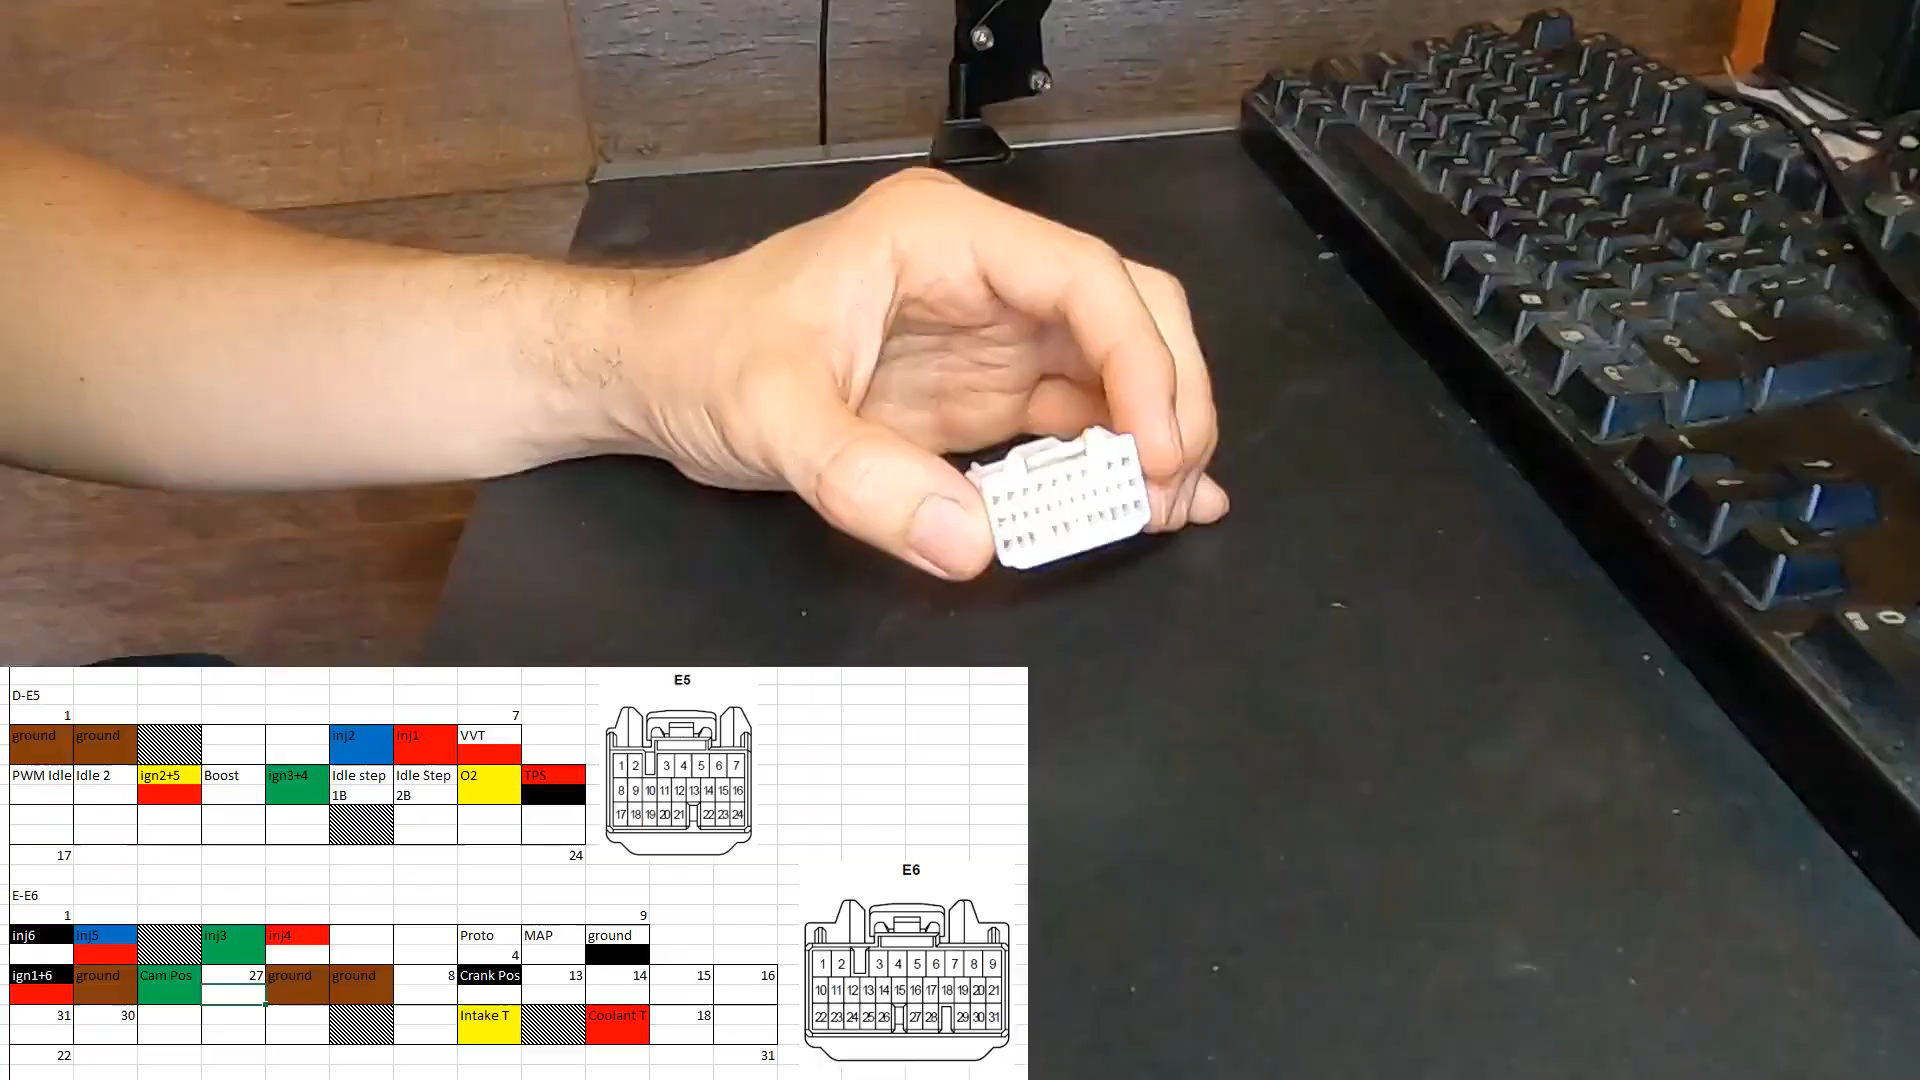 D-E5
1 7
ground ground inj2 inj1 VVT
PWM Idle Idle 2 ign2+5 Boost ign3+4 Idle step 1B Idle Step 2B O2 TPS
17 24
E-E6
1 9
inj6 inj5 inj3 inj4 Proto 4 MAP ground
ign1+6 ground Cam Pos 27 ground ground 8 Crank Pos 13 14 15 16
31 30 Intake T Coolant T 18
22 31
E5
1 2 3 4 5 6 7
8 9 10 11 12 13 14 15 16
17 18 19 20 21 22 23 24
E6
1 2 3 4 5 6 7 8 9
10 11 12 13 14 15 16 17 18 19 20 21
22 23 24 25 26 27 28 29 30 31